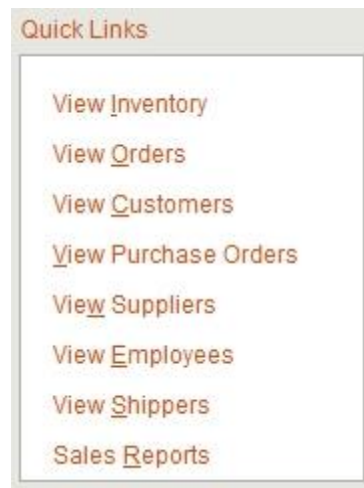 Quick Links
View Inventory
View Orders
View Customers
View Purchase Orders
View Suppliers
View Employees
View Shippers
Sales Reports